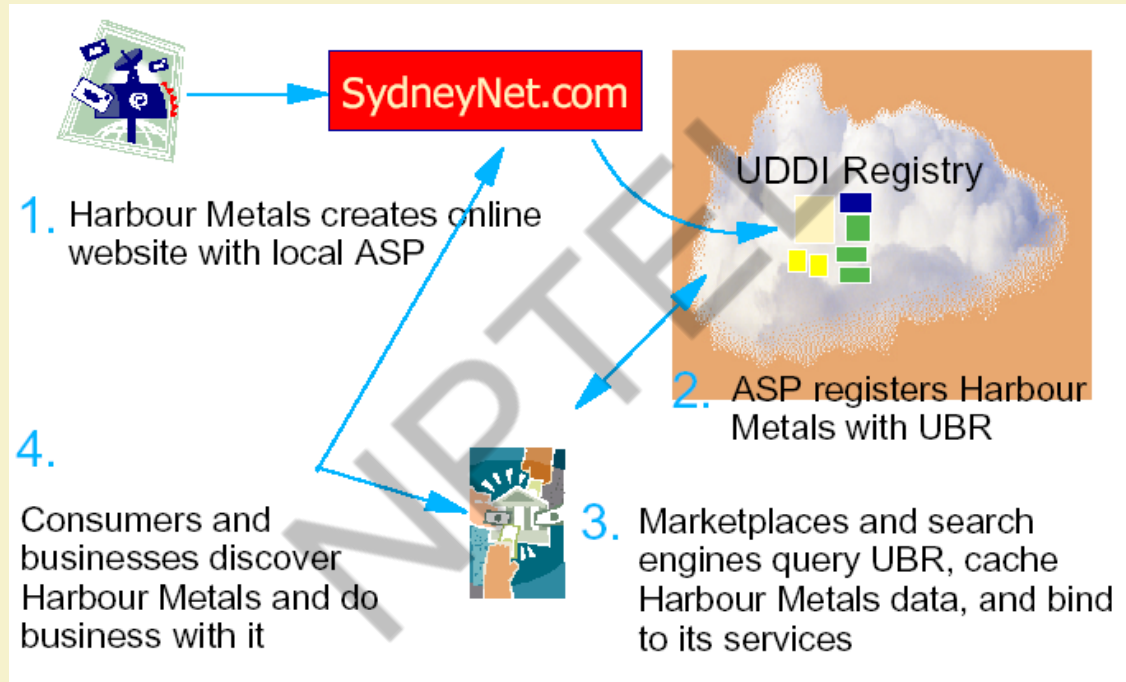 SydneyNet.com
UDDI Registry
1. Harbour Metals creates online
website with local ASP
2. ASP registers Harbour
Metals with UBR
3. Marketplaces and search
engines query UBR, cache
Harbour Metals data, and bind
to its services
4.
Consumers and
businesses discover
Harbour Metals and do
business with it
NPTEL